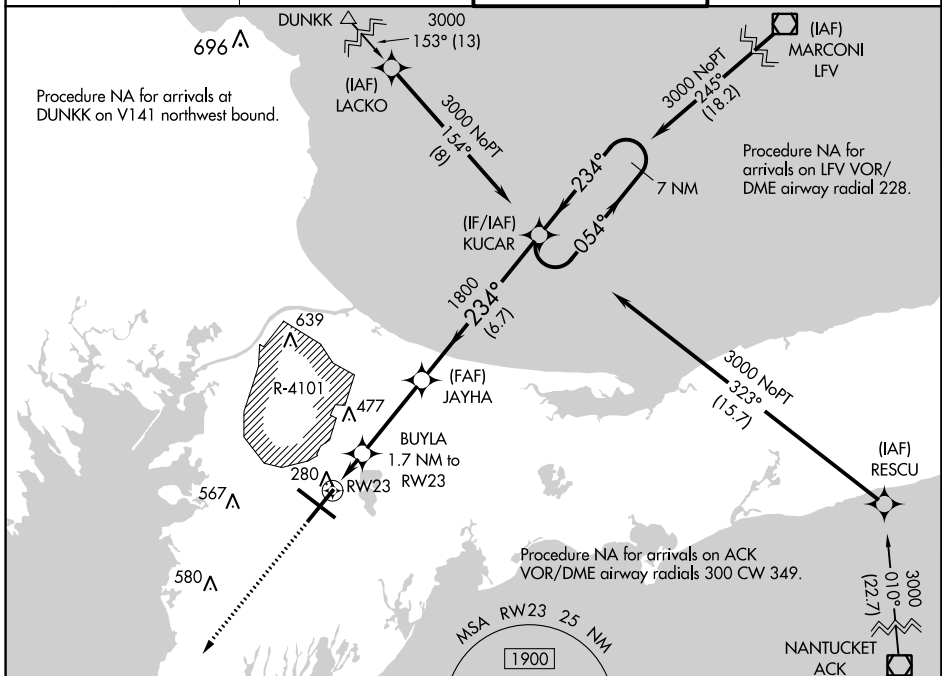 DUNKK
3000
153° (13)
696
(IAF)
LACKO
(IAF)
MARCONI
LFV
Procedure NA for arrivals at
DUNKK on V141 northwest bound.
3000 NoPT
154°
(8)
3000 NoPT
245°
(18.2)
Procedure NA for
arrivals on LFV VOR/
DME airway radial 228.
234°
7 NM
054°
(IF/IAF)
KUCAR
1800
234°
(6.7)
639
R-4101
477
(FAF)
JAYHA
3000 NoPT
323°
(15.7)
BUYLA
1.7 NM to
RW23
(IAF)
RESCU
280
RW23
567
580
Procedure NA for arrivals on ACK
VOR/DME airway radials 300 CW 349.
3000
010°
(22.7)
MSA RW23 25 NM
1900
NANTUCKET
ACK